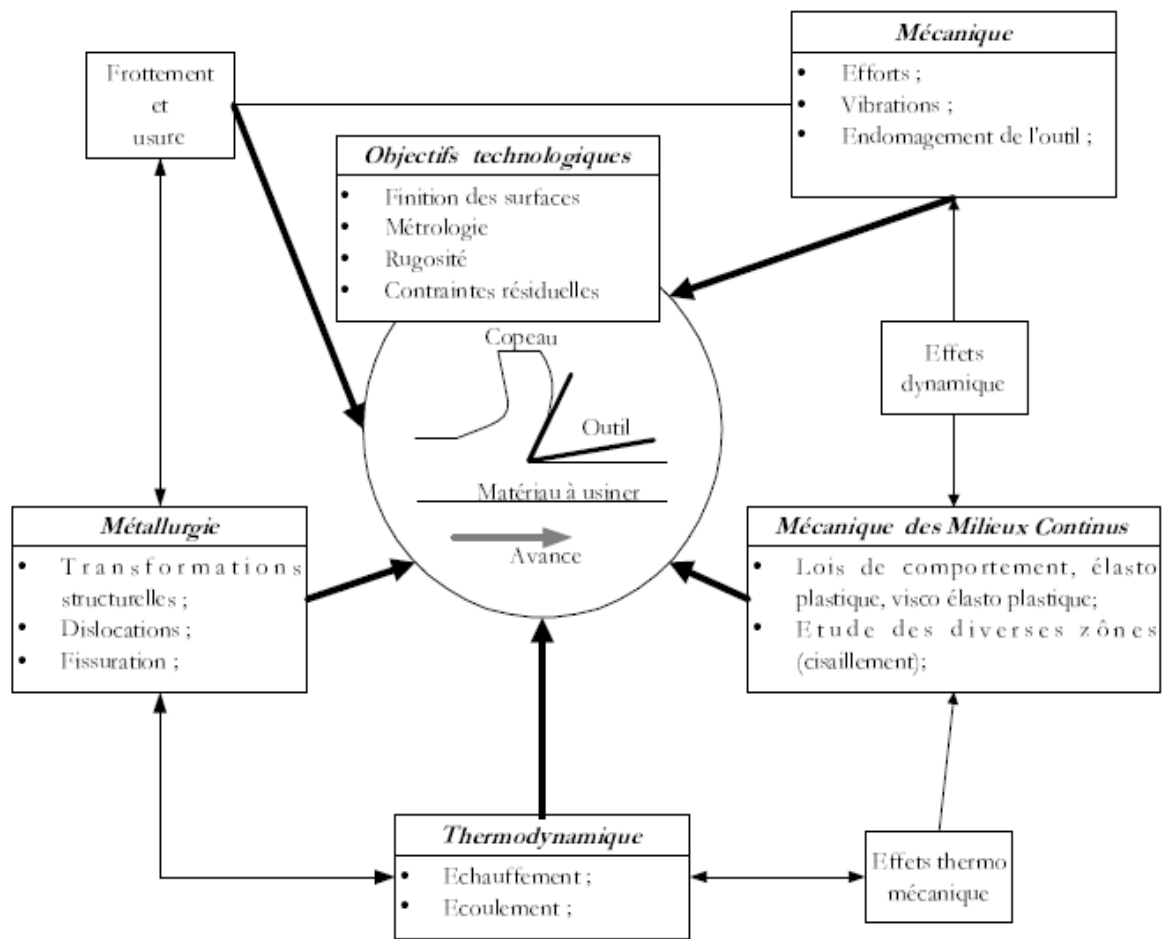 Mécanique
• Efforts ;
• Vibrations ;
• Endomagement de l'outil ;
Frottement
et
usure
Objectifs technologiques
• Finition des surfaces
• Métrologie
• Rugosité
• Contraintes résiduelles
Copeau
Outil
Matériau à usiner
Avance
Effets
dynamique
Métallurgie
• Transformations
structurelles ;
• Dislocations ;
• Fissuration ;
Mécanique des Milieux Continus
• Lois de comportement, élasto
plastique, visco élasto plastique;
• Etude des diverses zônes
(cisaillement);
Thermodynamique
• Echauffement ;
• Ecoulement ;
Effets thermo
mécanique